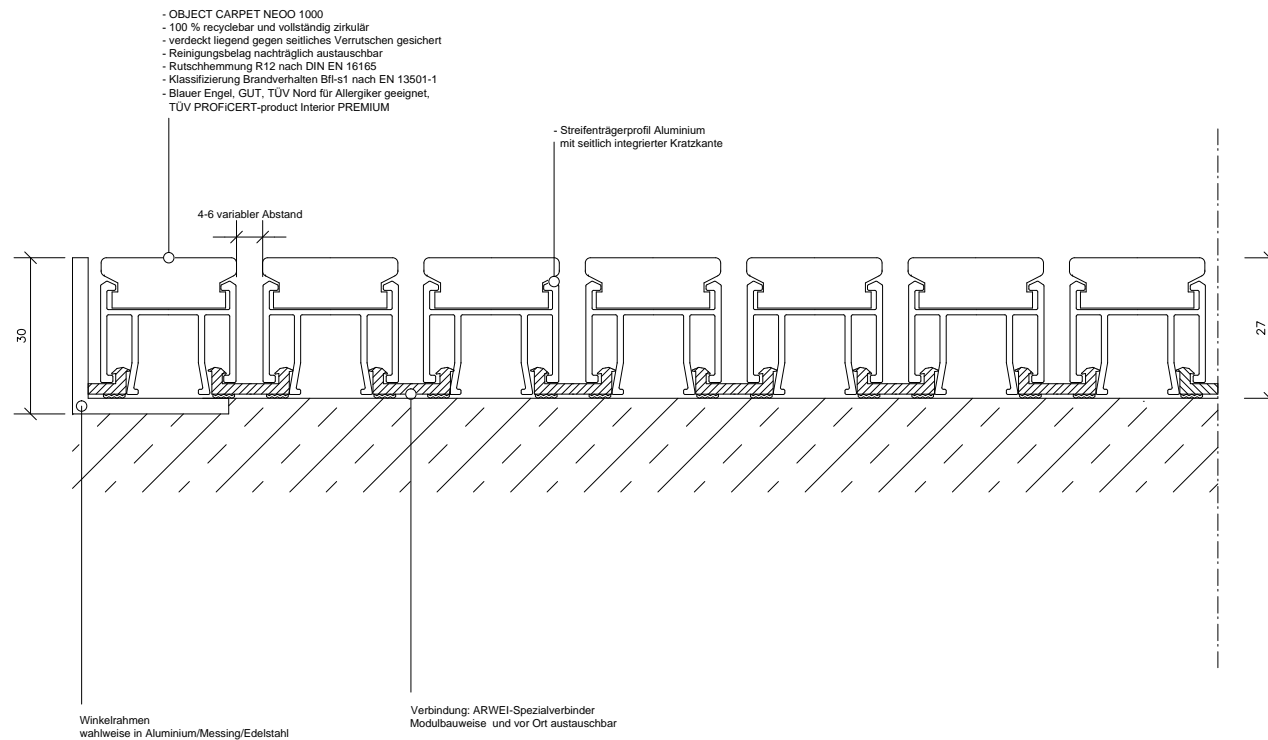 - OBJECT CARPET NEOO 1000
- 100 % recyclebar und vollständig zirkulär
- verdeckt liegend gegen seitliches Verrutschen gesichert
- Reinigungsbelag nachträglich austauschbar
- Rutschhemmung R12 nach DIN EN 16165
- Klassifizierung Brandverhalten Bfl-s1 nach EN 13501-1
- Blauer Engel, GUT, TÜV Nord für Allergiker geeignet,
TÜV PROFiCERT-product Interior PREMIUM
- Streifenträgerprofil Aluminium
mit seitlich integrierter Kratzkante
4-6 variabler Abstand
30
27
Winkelrahmen
wahlweise in Aluminium/Messing/Edelstahl
Verbindung: ARWEI-Spezialverbinder
Modulbauweise und vor Ort austauschbar